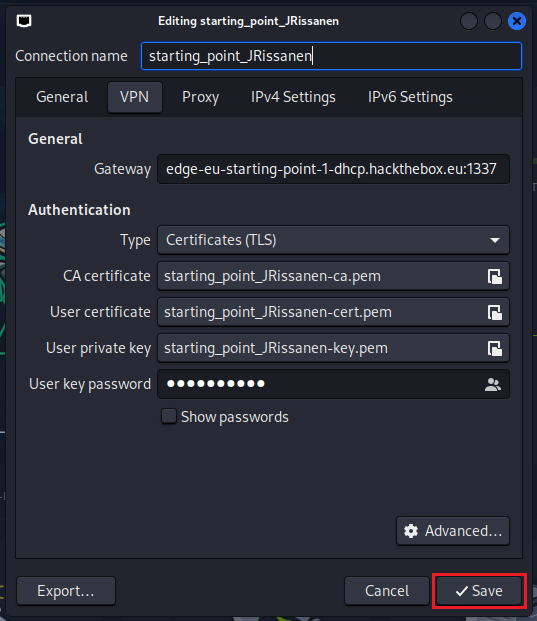 Editing starting_point_JRissanen
Connection name starting_point_JRissanen
General VPN Proxy IPv4 Settings IPv6 Settings
General
Gateway edge-eu-starting-point-1-dhcp.hackthebox.eu:1337
Authentication
Type Certificates (TLS)
CA certificate starting_point_JRissanen-ca.pem
User certificate starting_point_JRissanen-cert.pem
User private key starting_point_JRissanen-key.pem
User key password ••••••••••
Show passwords
Advanced...
Export... Cancel Save